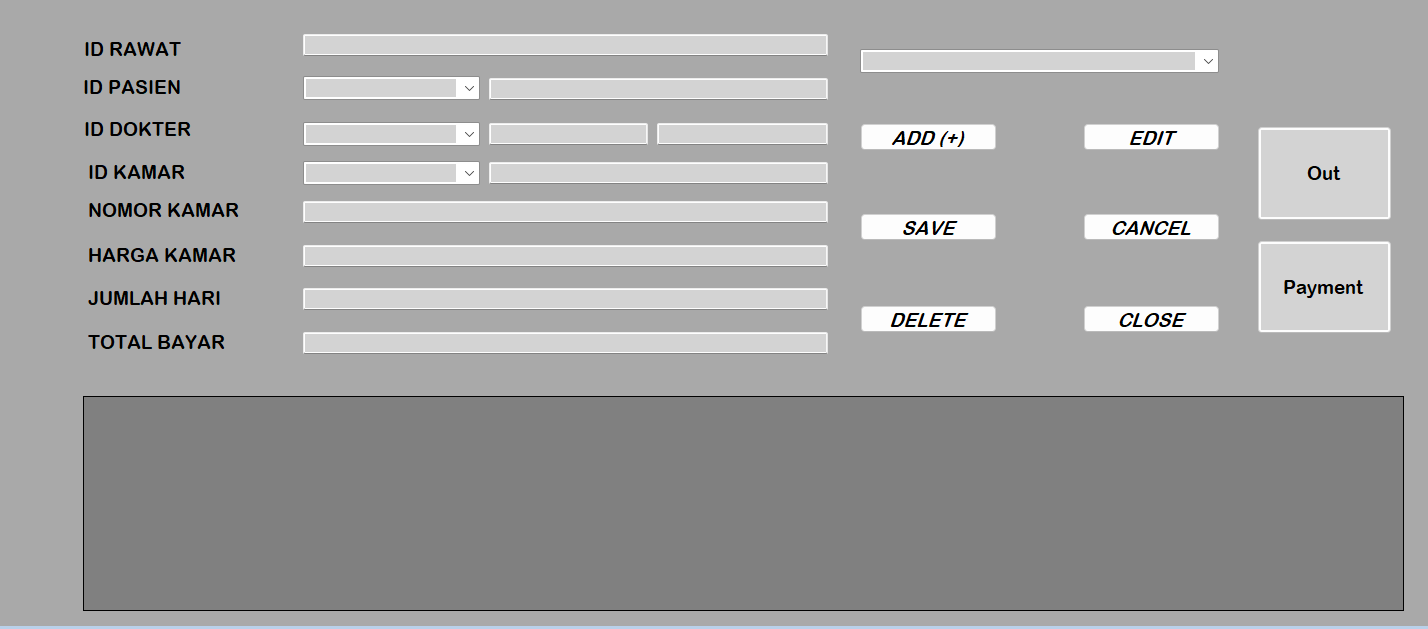 ID RAWAT
ID PASIEN
ID DOKTER
ID KAMAR
NOMOR KAMAR
HARGA KAMAR
JUMLAH HARI
TOTAL BAYAR
ADD (+)
EDIT
SAVE
CANCEL
DELETE
CLOSE
Out
Payment